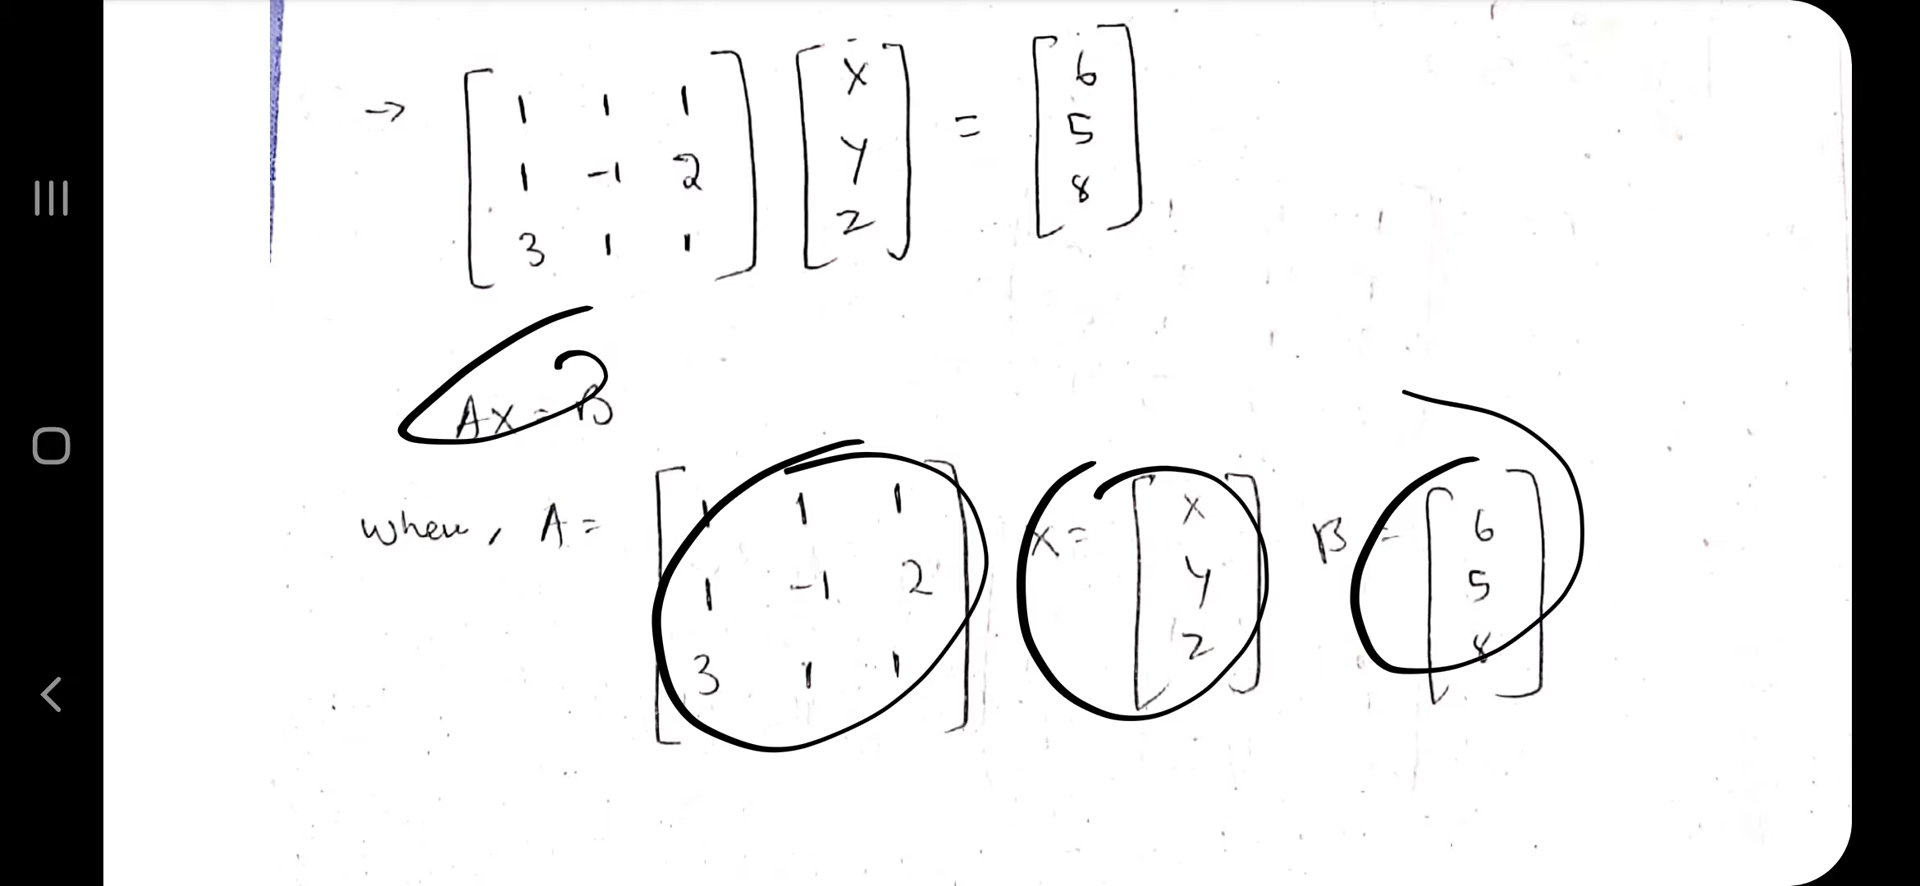 → [ 1 1 1 ] [ x ] = [ 6 ]
[ 1 -1 2 ] [ y ] [ 5 ]
[ 3 1 1 ] [ z ] [ 8 ]
AX = B
where, A = [ 1 1 1 ] X = [ x ] B = [ 6 ]
[ 1 -1 2 ] [ y ] [ 5 ]
[ 3 1 1 ] [ z ] [ 8 ]